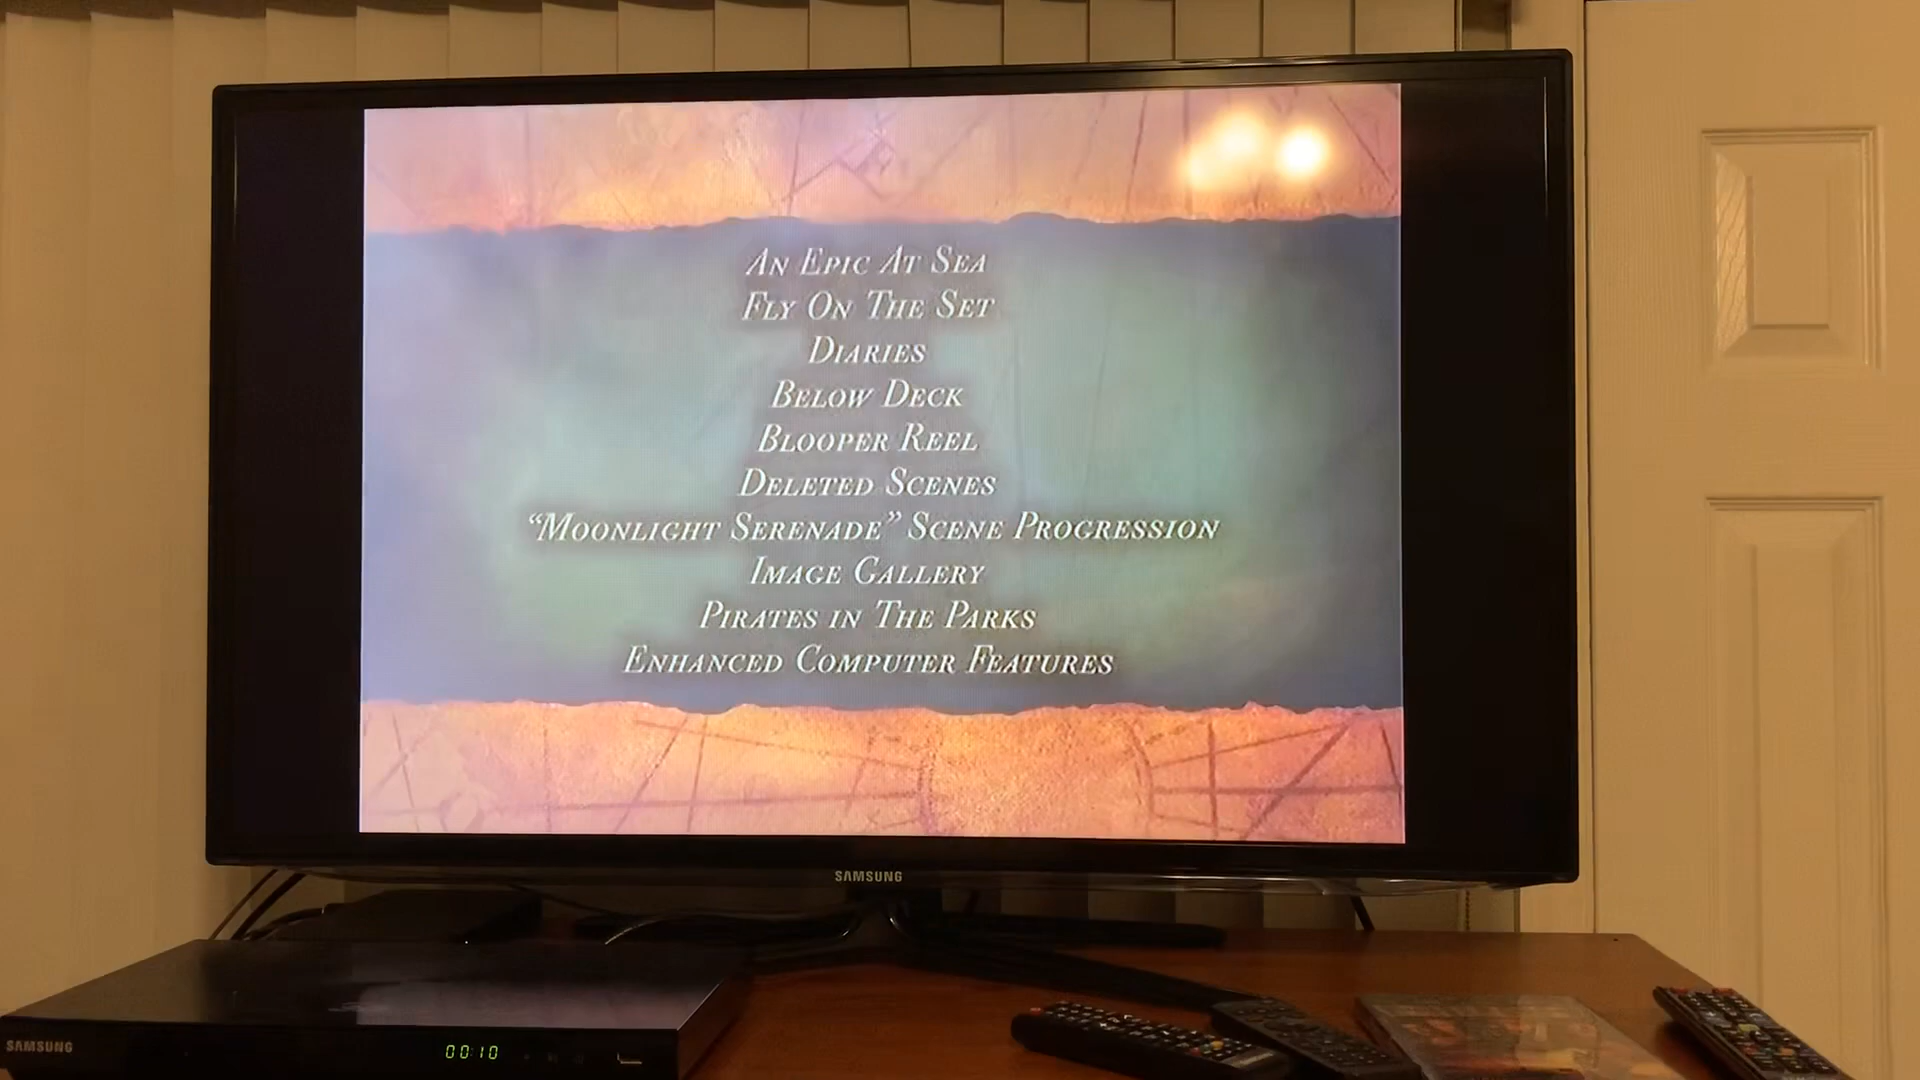 An Epic At Sea
Fly On The Set
Diaries
Below Deck
Blooper Reel
Deleted Scenes
“Moonlight Serenade” Scene Progression
Image Gallery
Pirates in The Parks
Enhanced Computer Features
SAMSUNG
SAMSUNG
00:10